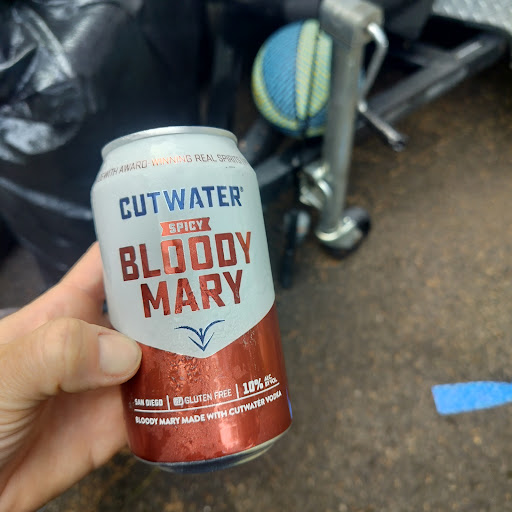 WITH AWARD-WINNING REAL SPIRITS
CUTWATER®
SPICY
BLOODY
MARY
SAN DIEGO | GF GLUTEN FREE | 10% ALC. BY VOL.
BLOODY MARY MADE WITH CUTWATER VODKA